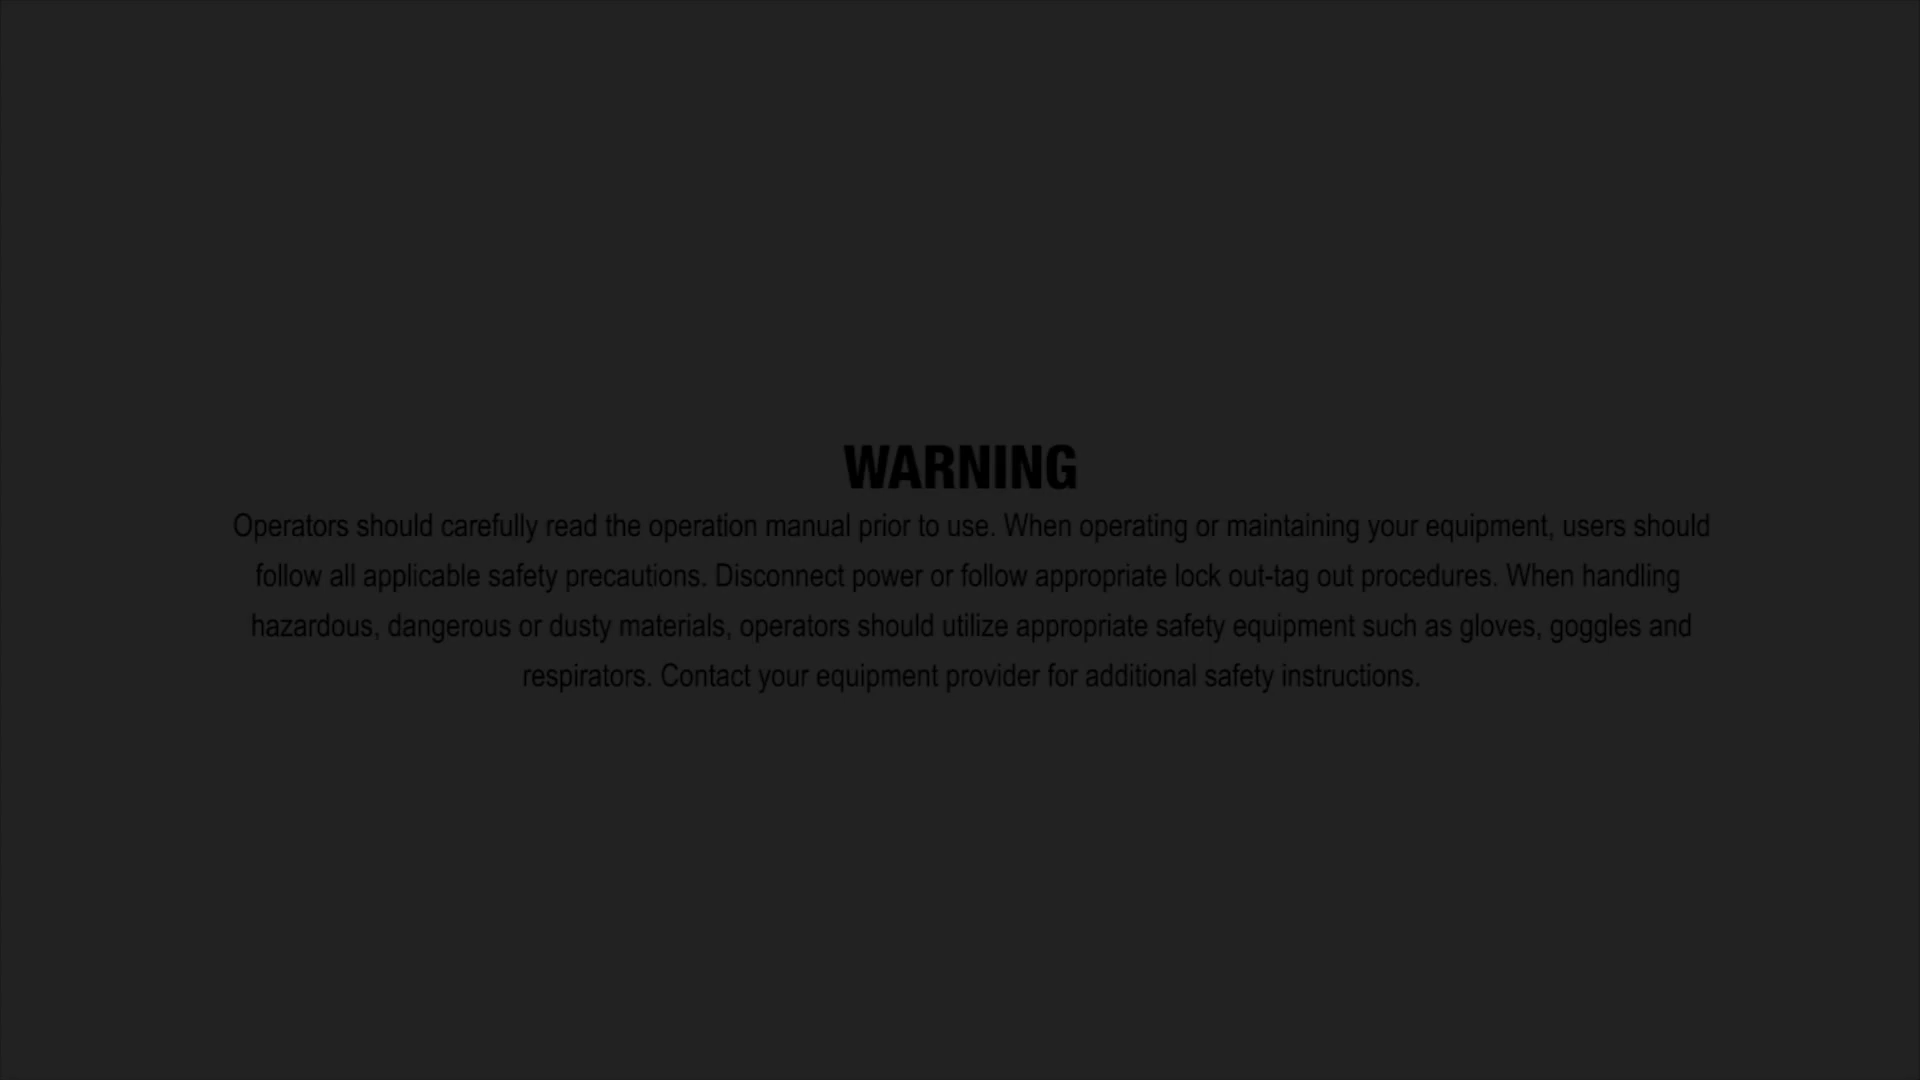 WARNING
Operators should carefully read the operation manual prior to use. When operating or maintaining your equipment, users should
follow all applicable safety precautions. Disconnect power or follow appropriate lock out-tag out procedures. When handling
hazardous, dangerous or dusty materials, operators should utilize appropriate safety equipment such as gloves, goggles and
respirators. Contact your equipment provider for additional safety instructions.